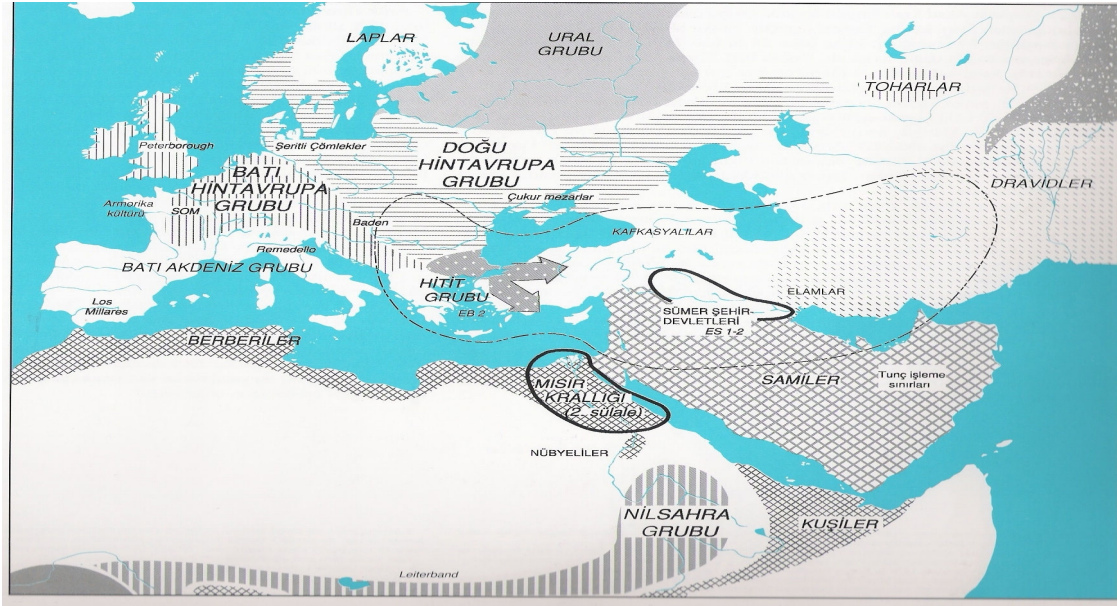 LAPLAR
URAL
GRUBU
TOHARLAR
Peterborough
Şeritli Çömlekler
DOĞU
HİNTAVRUPA
GRUBU
BATI
HİNTAVRUPA
GRUBU
DRAVIDLER
Armorika
kültürü
SOM
Çukur mezarlar
Baden
KAFKASYALILAR
Remedello
BATI AKDENİZ GRUBU
HİTİT
GRUBU
EB 2
ELAMLAR
Los
Millares
SÜMER ŞEHİR-
DEVLETLERİ
ES 1-2
BERBERİLER
MISIR
KRALLIĞI
(2. sülale)
SAMİLER
Tunç işleme
sınırları
NÜBYELİLER
NİLSAHRA
GRUBU
KUŞİLER
Leiterband